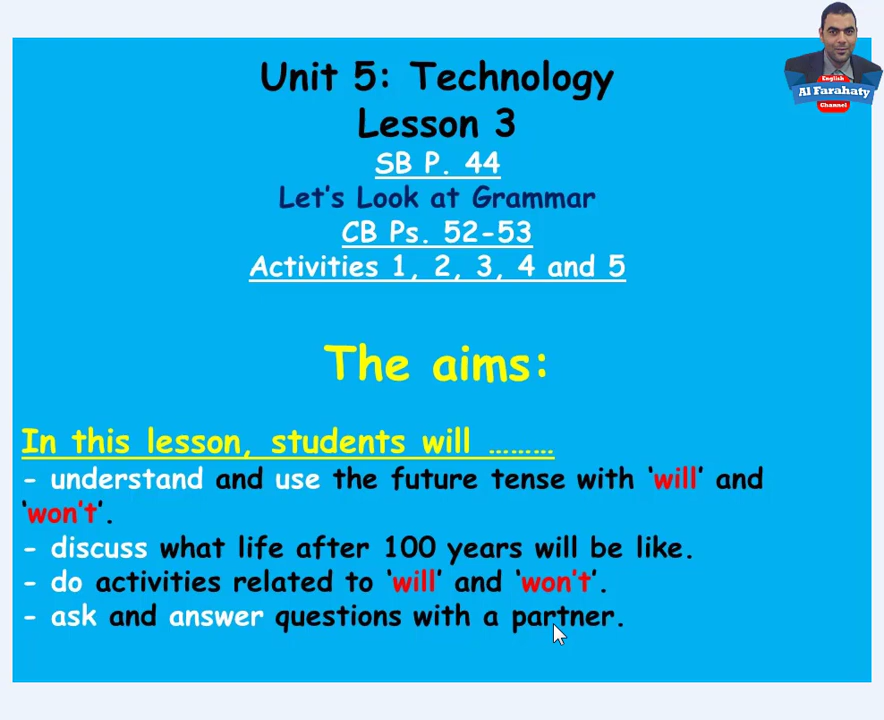 English
Al Farahaty
Channel
Unit 5: Technology
Lesson 3
SB P. 44
Let's Look at Grammar
CB Ps. 52-53
Activities 1, 2, 3, 4 and 5
The aims:
In this lesson, students will ………
- understand and use the future tense with ‘will’ and
‘won't’.
- discuss what life after 100 years will be like.
- do activities related to ‘will’ and ‘won't’.
- ask and answer questions with a partner.